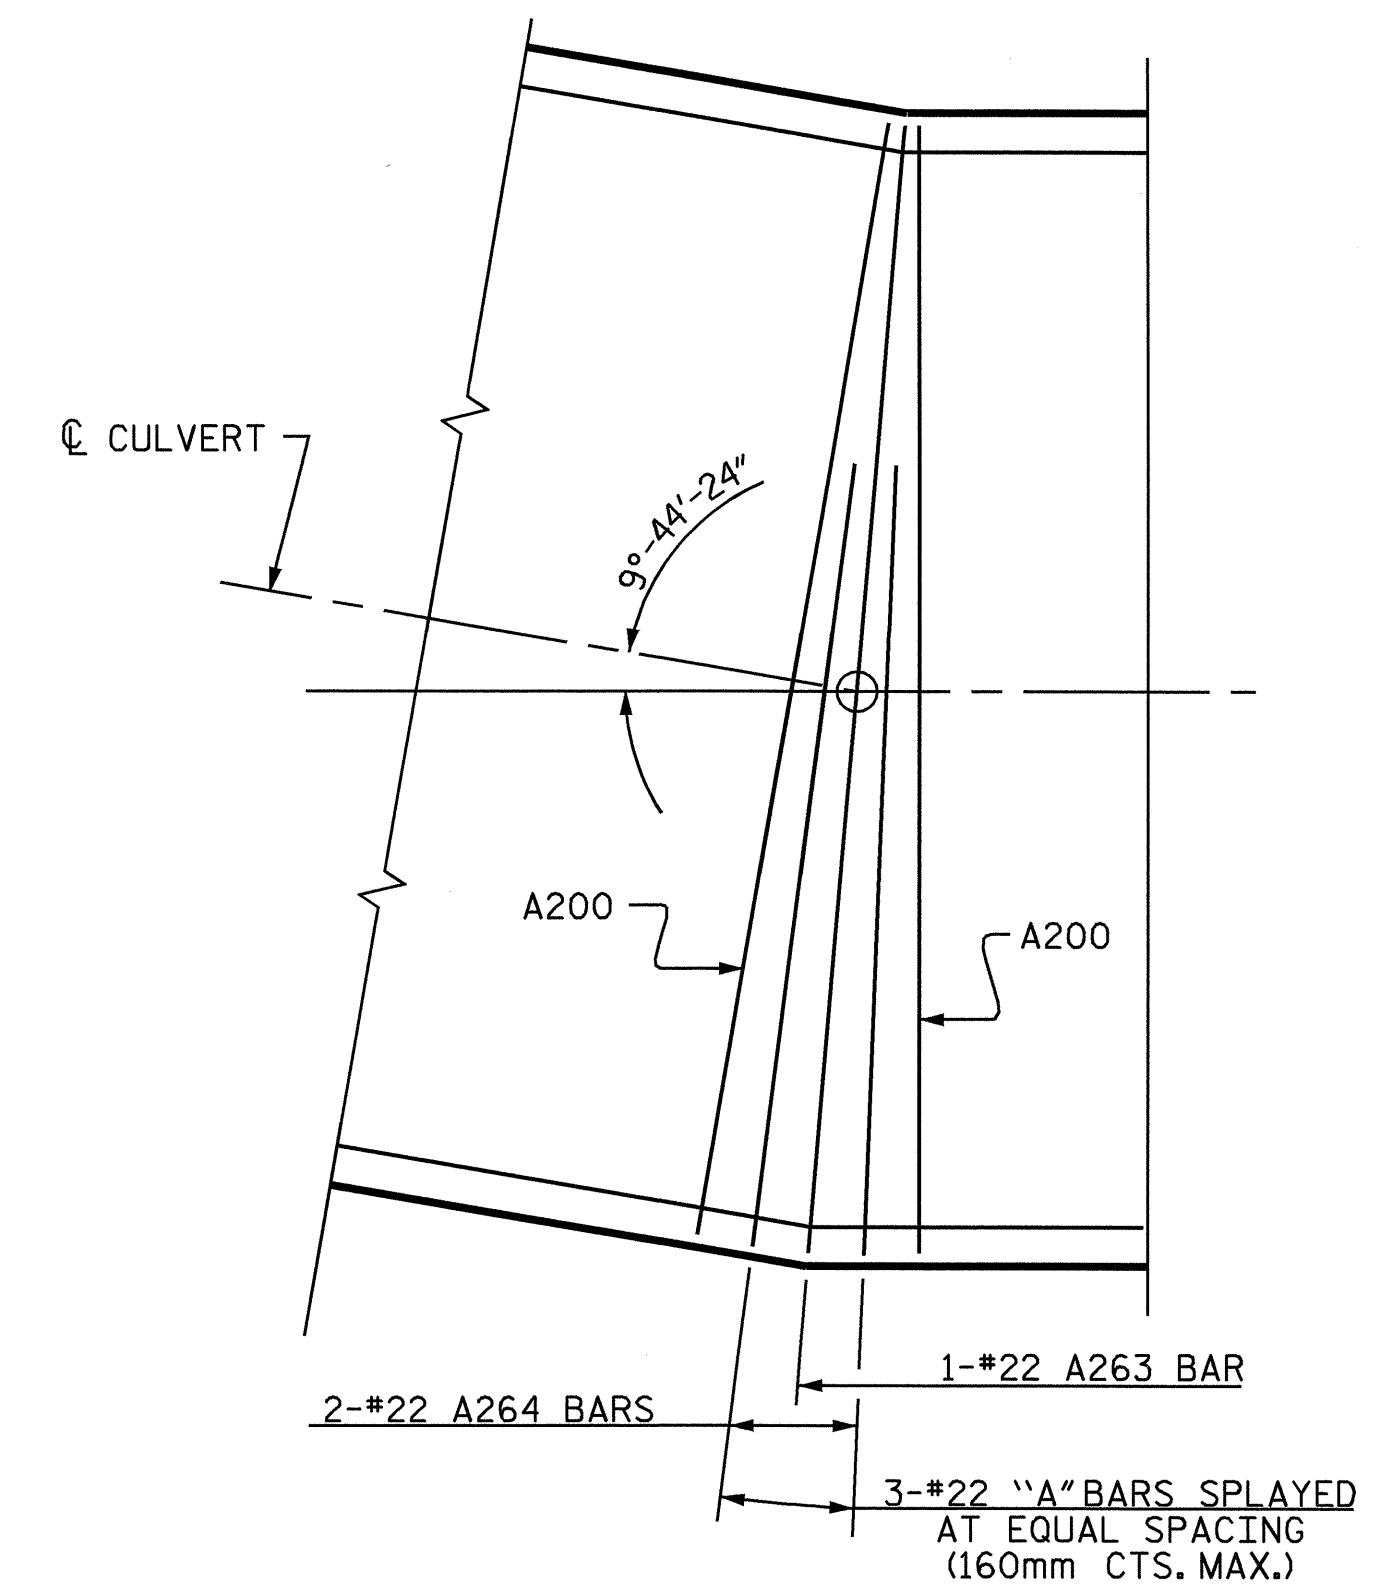 ℄ CULVERT
9°-44'-24"
A200
A200
1-#22 A263 BAR
2-#22 A264 BARS
3-#22 "A" BARS SPLAYED
AT EQUAL SPACING
(160mm CTS. MAX.)